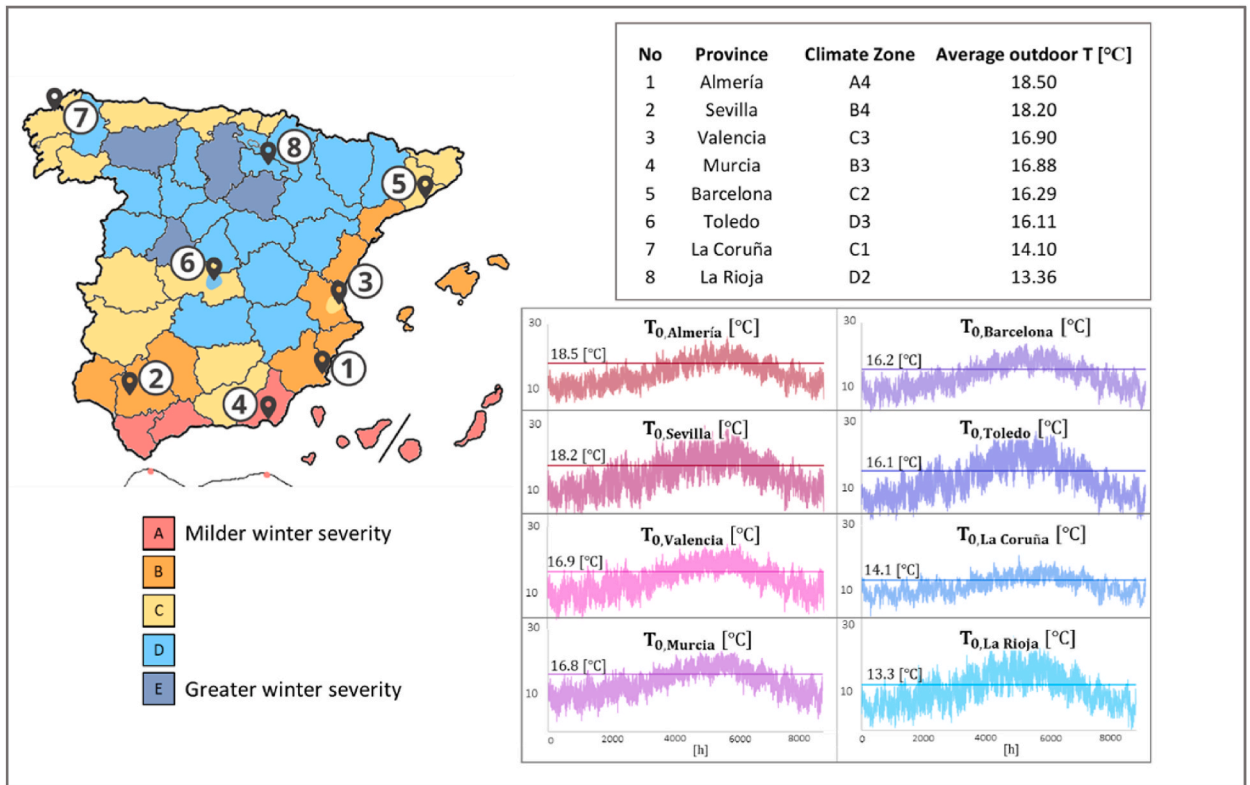 7
8
5
6
3
2
1
4
A Milder winter severity
B
C
D
E Greater winter severity
No Province Climate Zone Average outdoor T [°C]
1 Almería A4 18.50
2 Sevilla B4 18.20
3 Valencia C3 16.90
4 Murcia B3 16.88
5 Barcelona C2 16.29
6 Toledo D3 16.11
7 La Coruña C1 14.10
8 La Rioja D2 13.36
30
T0,Almería [°C]
18.5 [°C]
10
30
T0,Barcelona [°C]
16.2 [°C]
10
30
T0,Sevilla [°C]
18.2 [°C]
10
30
T0,Toledo [°C]
16.1 [°C]
10
30
T0,Valencia [°C]
16.9 [°C]
10
30
T0,La Coruña [°C]
14.1 [°C]
10
30
T0,Murcia [°C]
16.8 [°C]
10
0 2000 4000 6000 8000
[h]
30
T0,La Rioja [°C]
13.3 [°C]
10
0 2000 4000 6000 8000
[h]